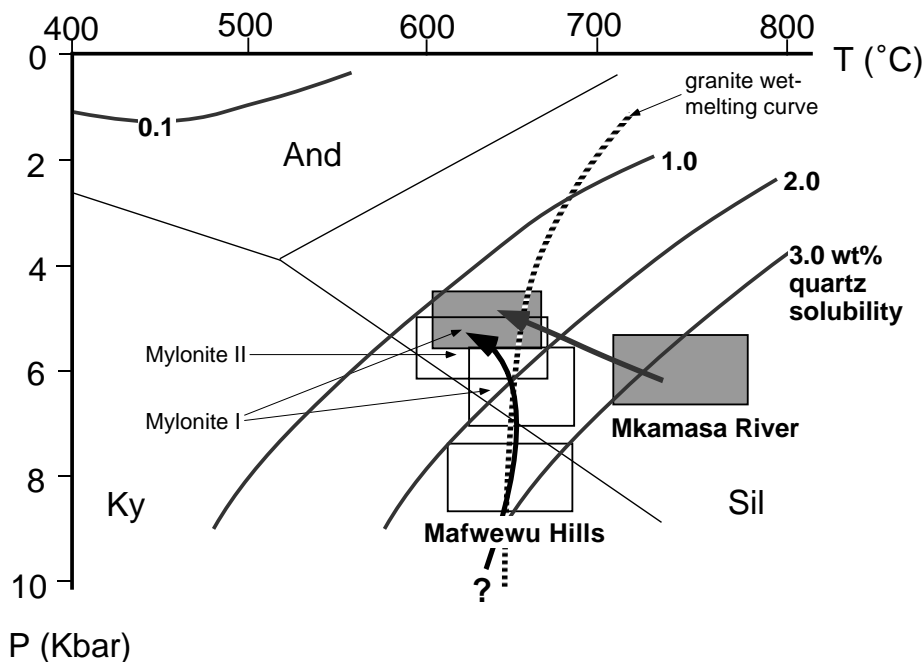 400 500 600 700 800
T (˚C)
0
2
4
6
8
10
P (Kbar)
granite wet-
melting curve
0.1
And
1.0
2.0
3.0 wt%
quartz
solubility
Mylonite II
Mylonite I
Mkamasa River
Ky
Sil
Mafwewu Hills
?